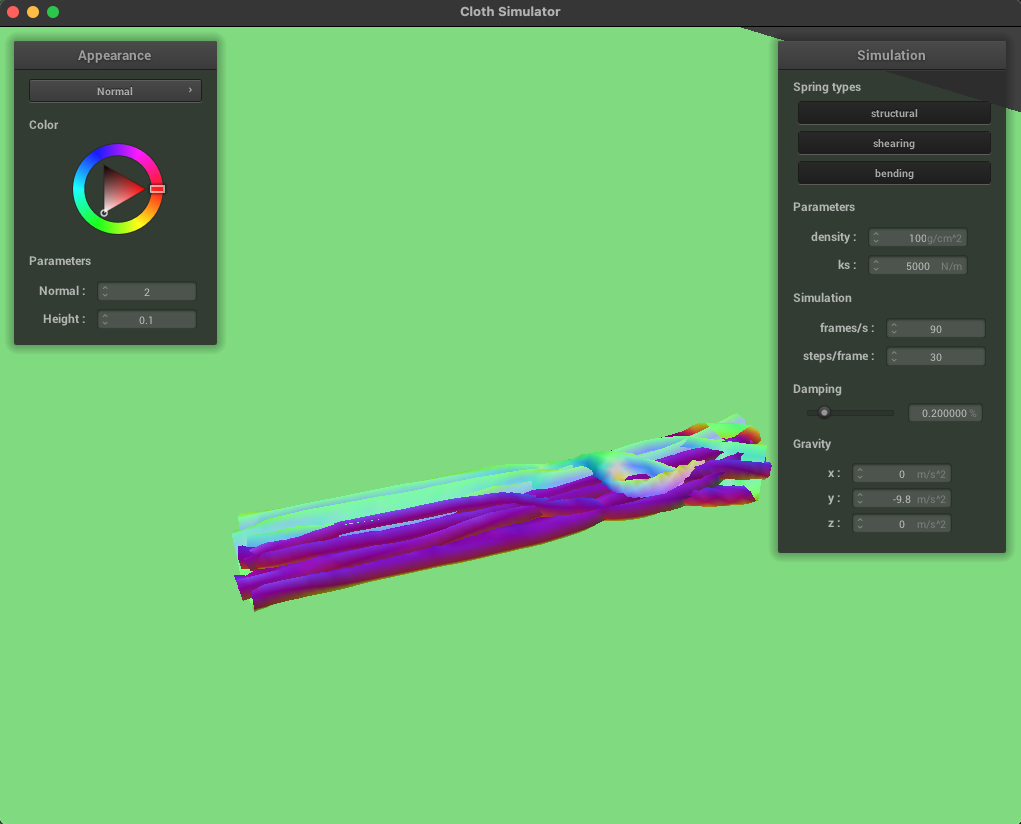 Cloth Simulator
Appearance
Normal
Color
Parameters
Normal : 2
Height : 0.1
Simulation
Spring types
structural
shearing
bending
Parameters
density : 100g/cm^2
ks : 5000 N/m
Simulation
frames/s : 90
steps/frame : 30
Damping
0.200000 %
Gravity
x : 0 m/s^2
y : -9.8 m/s^2
z : 0 m/s^2